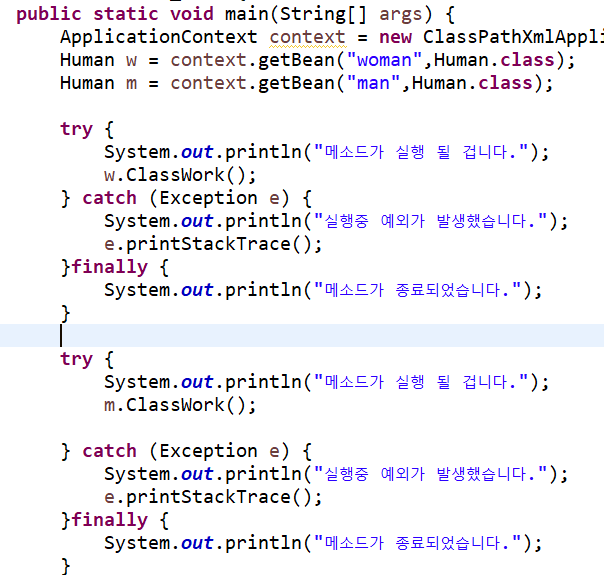 public static void main(String[] args) {
ApplicationContext context = new ClassPathXmlAppli
Human w = context.getBean("woman",Human.class);
Human m = context.getBean("man",Human.class);
try {
System.out.println("메소드가 실행 될 겁니다.");
w.ClassWork();
} catch (Exception e) {
System.out.println("실행중 예외가 발생했습니다.");
e.printStackTrace();
}finally {
System.out.println("메소드가 종료되었습니다.");
}
try {
System.out.println("메소드가 실행 될 겁니다.");
m.ClassWork();
} catch (Exception e) {
System.out.println("실행중 예외가 발생했습니다.");
e.printStackTrace();
}finally {
System.out.println("메소드가 종료되었습니다.");
}